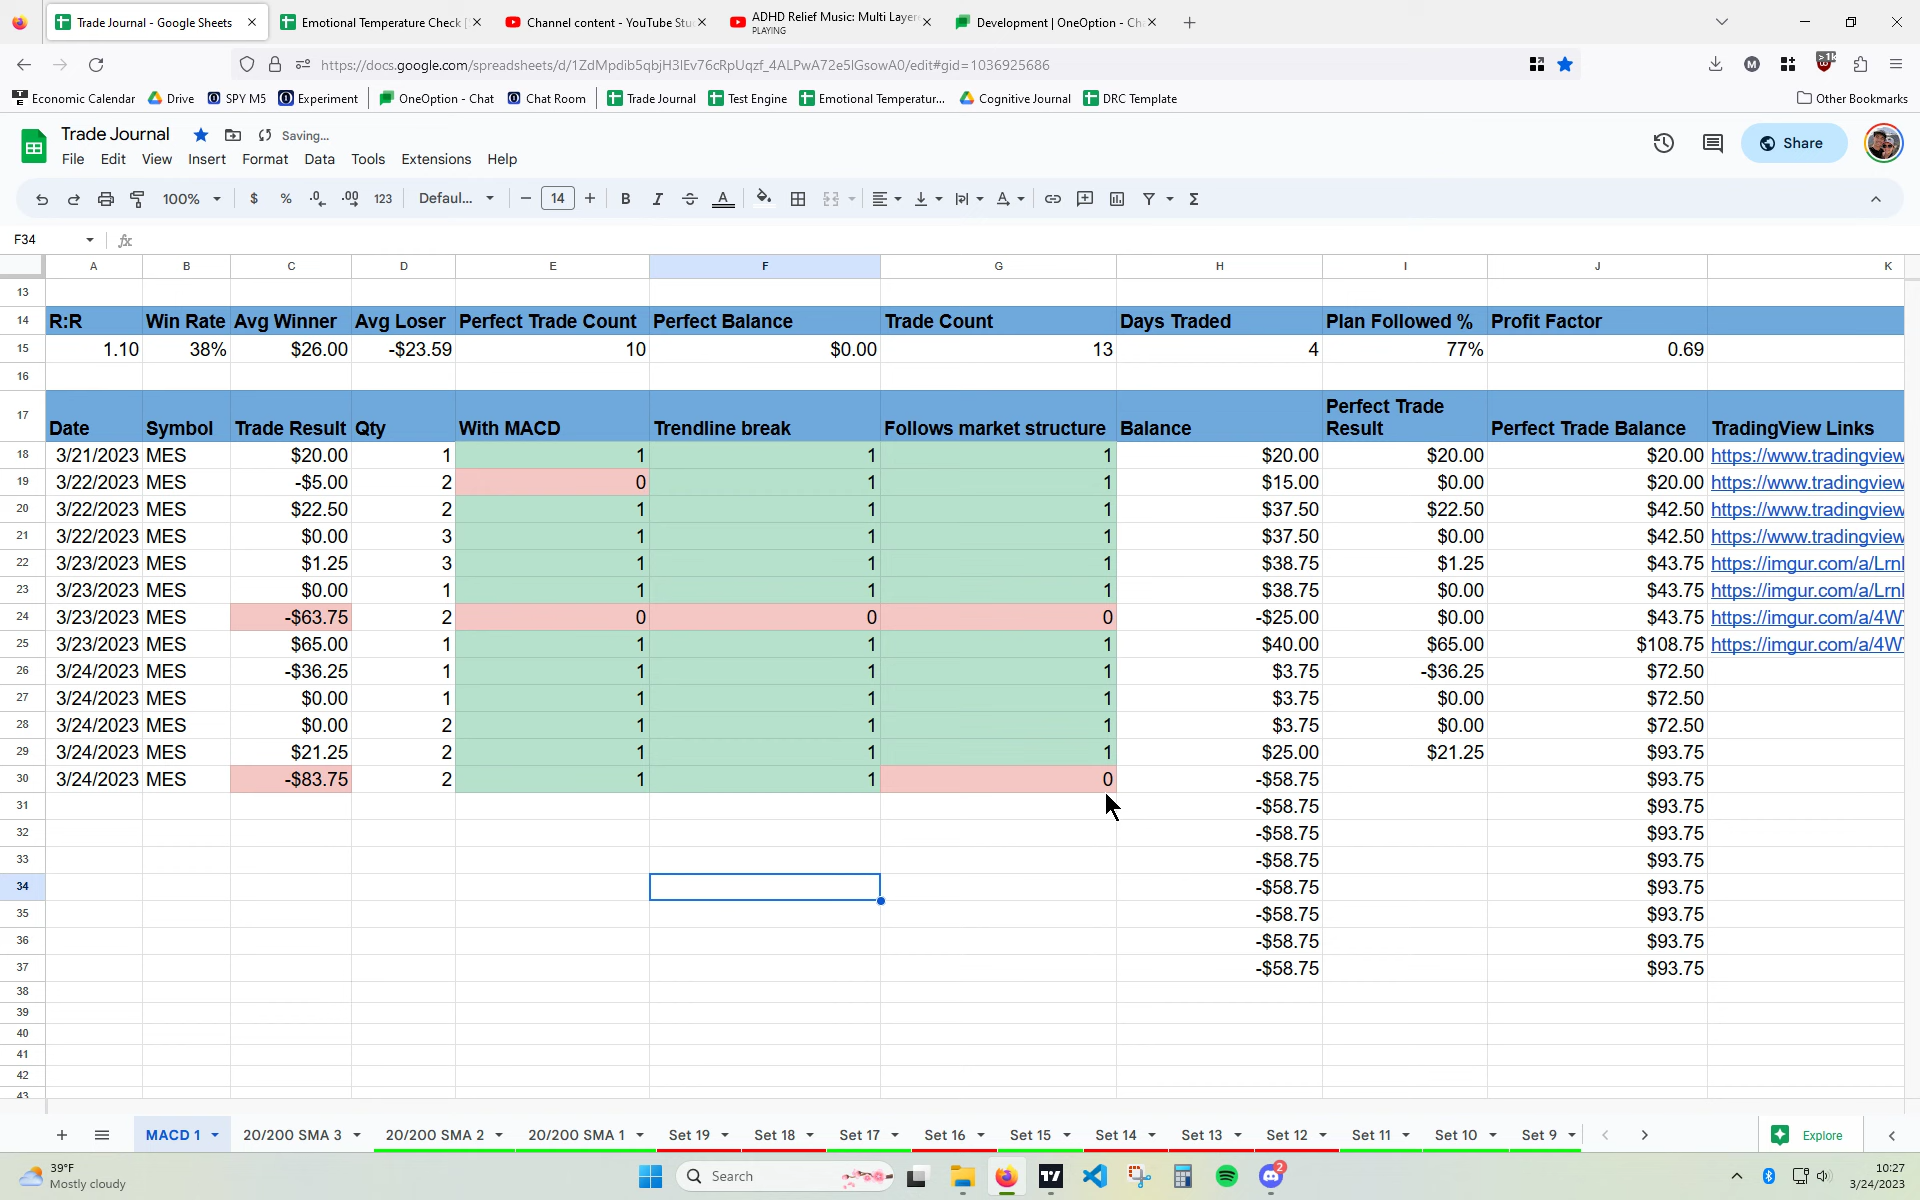 Trade Journal - Google Sheets
Emotional Temperature Check [
Channel content - YouTube Stu
ADHD Relief Music: Multi Layer
PLAYING
Development | OneOption - Ch
https://docs.google.com/spreadsheets/d/1ZdMpdib5qbjH3lEv76cRpUqzf_4ALPwA72e5lGsowA0/edit#gid=1036925686
>1k
M
Economic Calendar Drive SPY M5 Experiment OneOption - Chat Chat Room Trade Journal Test Engine Emotional Temperatur... Cognitive Journal DRC Template Other Bookmarks
Trade Journal Saving...
File Edit View Insert Format Data Tools Extensions Help
Share
100% $ % .0 .00 123 Defaul... 14 B I A
F34 fx
A B C D E F G H I J K
13
14 R:R Win Rate Avg Winner Avg Loser Perfect Trade Count Perfect Balance Trade Count Days Traded Plan Followed % Profit Factor
15 1.10 38% $26.00 -$23.59 10 $0.00 13 4 77% 0.69
16
17 Date Symbol Trade Result Qty With MACD Trendline break Follows market structure Balance Perfect Trade Result Perfect Trade Balance TradingView Links
18 3/21/2023 MES $20.00 1 1 1 1 $20.00 $20.00 $20.00 https://www.tradingview
19 3/22/2023 MES -$5.00 2 0 1 1 $15.00 $0.00 $20.00 https://www.tradingview
20 3/22/2023 MES $22.50 2 1 1 1 $37.50 $22.50 $42.50 https://www.tradingview
21 3/22/2023 MES $0.00 3 1 1 1 $37.50 $0.00 $42.50 https://www.tradingview
22 3/23/2023 MES $1.25 3 1 1 1 $38.75 $1.25 $43.75 https://imgur.com/a/Lrnl
23 3/23/2023 MES $0.00 1 1 1 1 $38.75 $0.00 $43.75 https://imgur.com/a/Lrnl
24 3/23/2023 MES -$63.75 2 0 0 0 -$25.00 $0.00 $43.75 https://imgur.com/a/4W
25 3/23/2023 MES $65.00 1 1 1 1 $40.00 $65.00 $108.75 https://imgur.com/a/4W
26 3/24/2023 MES -$36.25 1 1 1 1 $3.75 -$36.25 $72.50
27 3/24/2023 MES $0.00 1 1 1 1 $3.75 $0.00 $72.50
28 3/24/2023 MES $0.00 2 1 1 1 $3.75 $0.00 $72.50
29 3/24/2023 MES $21.25 2 1 1 1 $25.00 $21.25 $93.75
30 3/24/2023 MES -$83.75 2 1 1 0 -$58.75 $93.75
31 -$58.75 $93.75
32 -$58.75 $93.75
33 -$58.75 $93.75
34 -$58.75 $93.75
35 -$58.75 $93.75
36 -$58.75 $93.75
37 -$58.75 $93.75
38
39
40
41
42
43
MACD 1 20/200 SMA 3 20/200 SMA 2 20/200 SMA 1 Set 19 Set 18 Set 17 Set 16 Set 15 Set 14 Set 13 Set 12 Set 11 Set 10 Set 9 Explore
39°F
Mostly cloudy
Search
2
10:27
3/24/2023